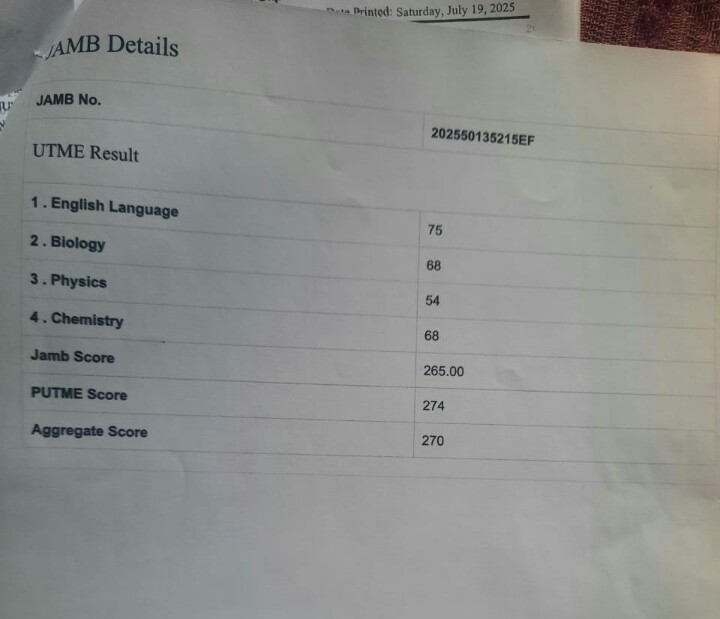 Printed: Saturday, July 19, 2025
JAMB Details
JAMB No.
202550135215EF
UTME Result
1 . English Language
75
2 . Biology
68
3 . Physics
54
4 . Chemistry
68
Jamb Score
265.00
PUTME Score
274
Aggregate Score
270